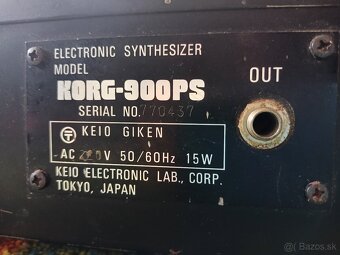 ELECTRONIC SYNTHESIZER
MODEL
KORG-900PS
OUT
SERIAL NO. 770437
KEIO GIKEN
AC 220V 50/60Hz 15W
KEIO ELECTRONIC LAB., CORP.
TOKYO, JAPAN
© bazos.sk